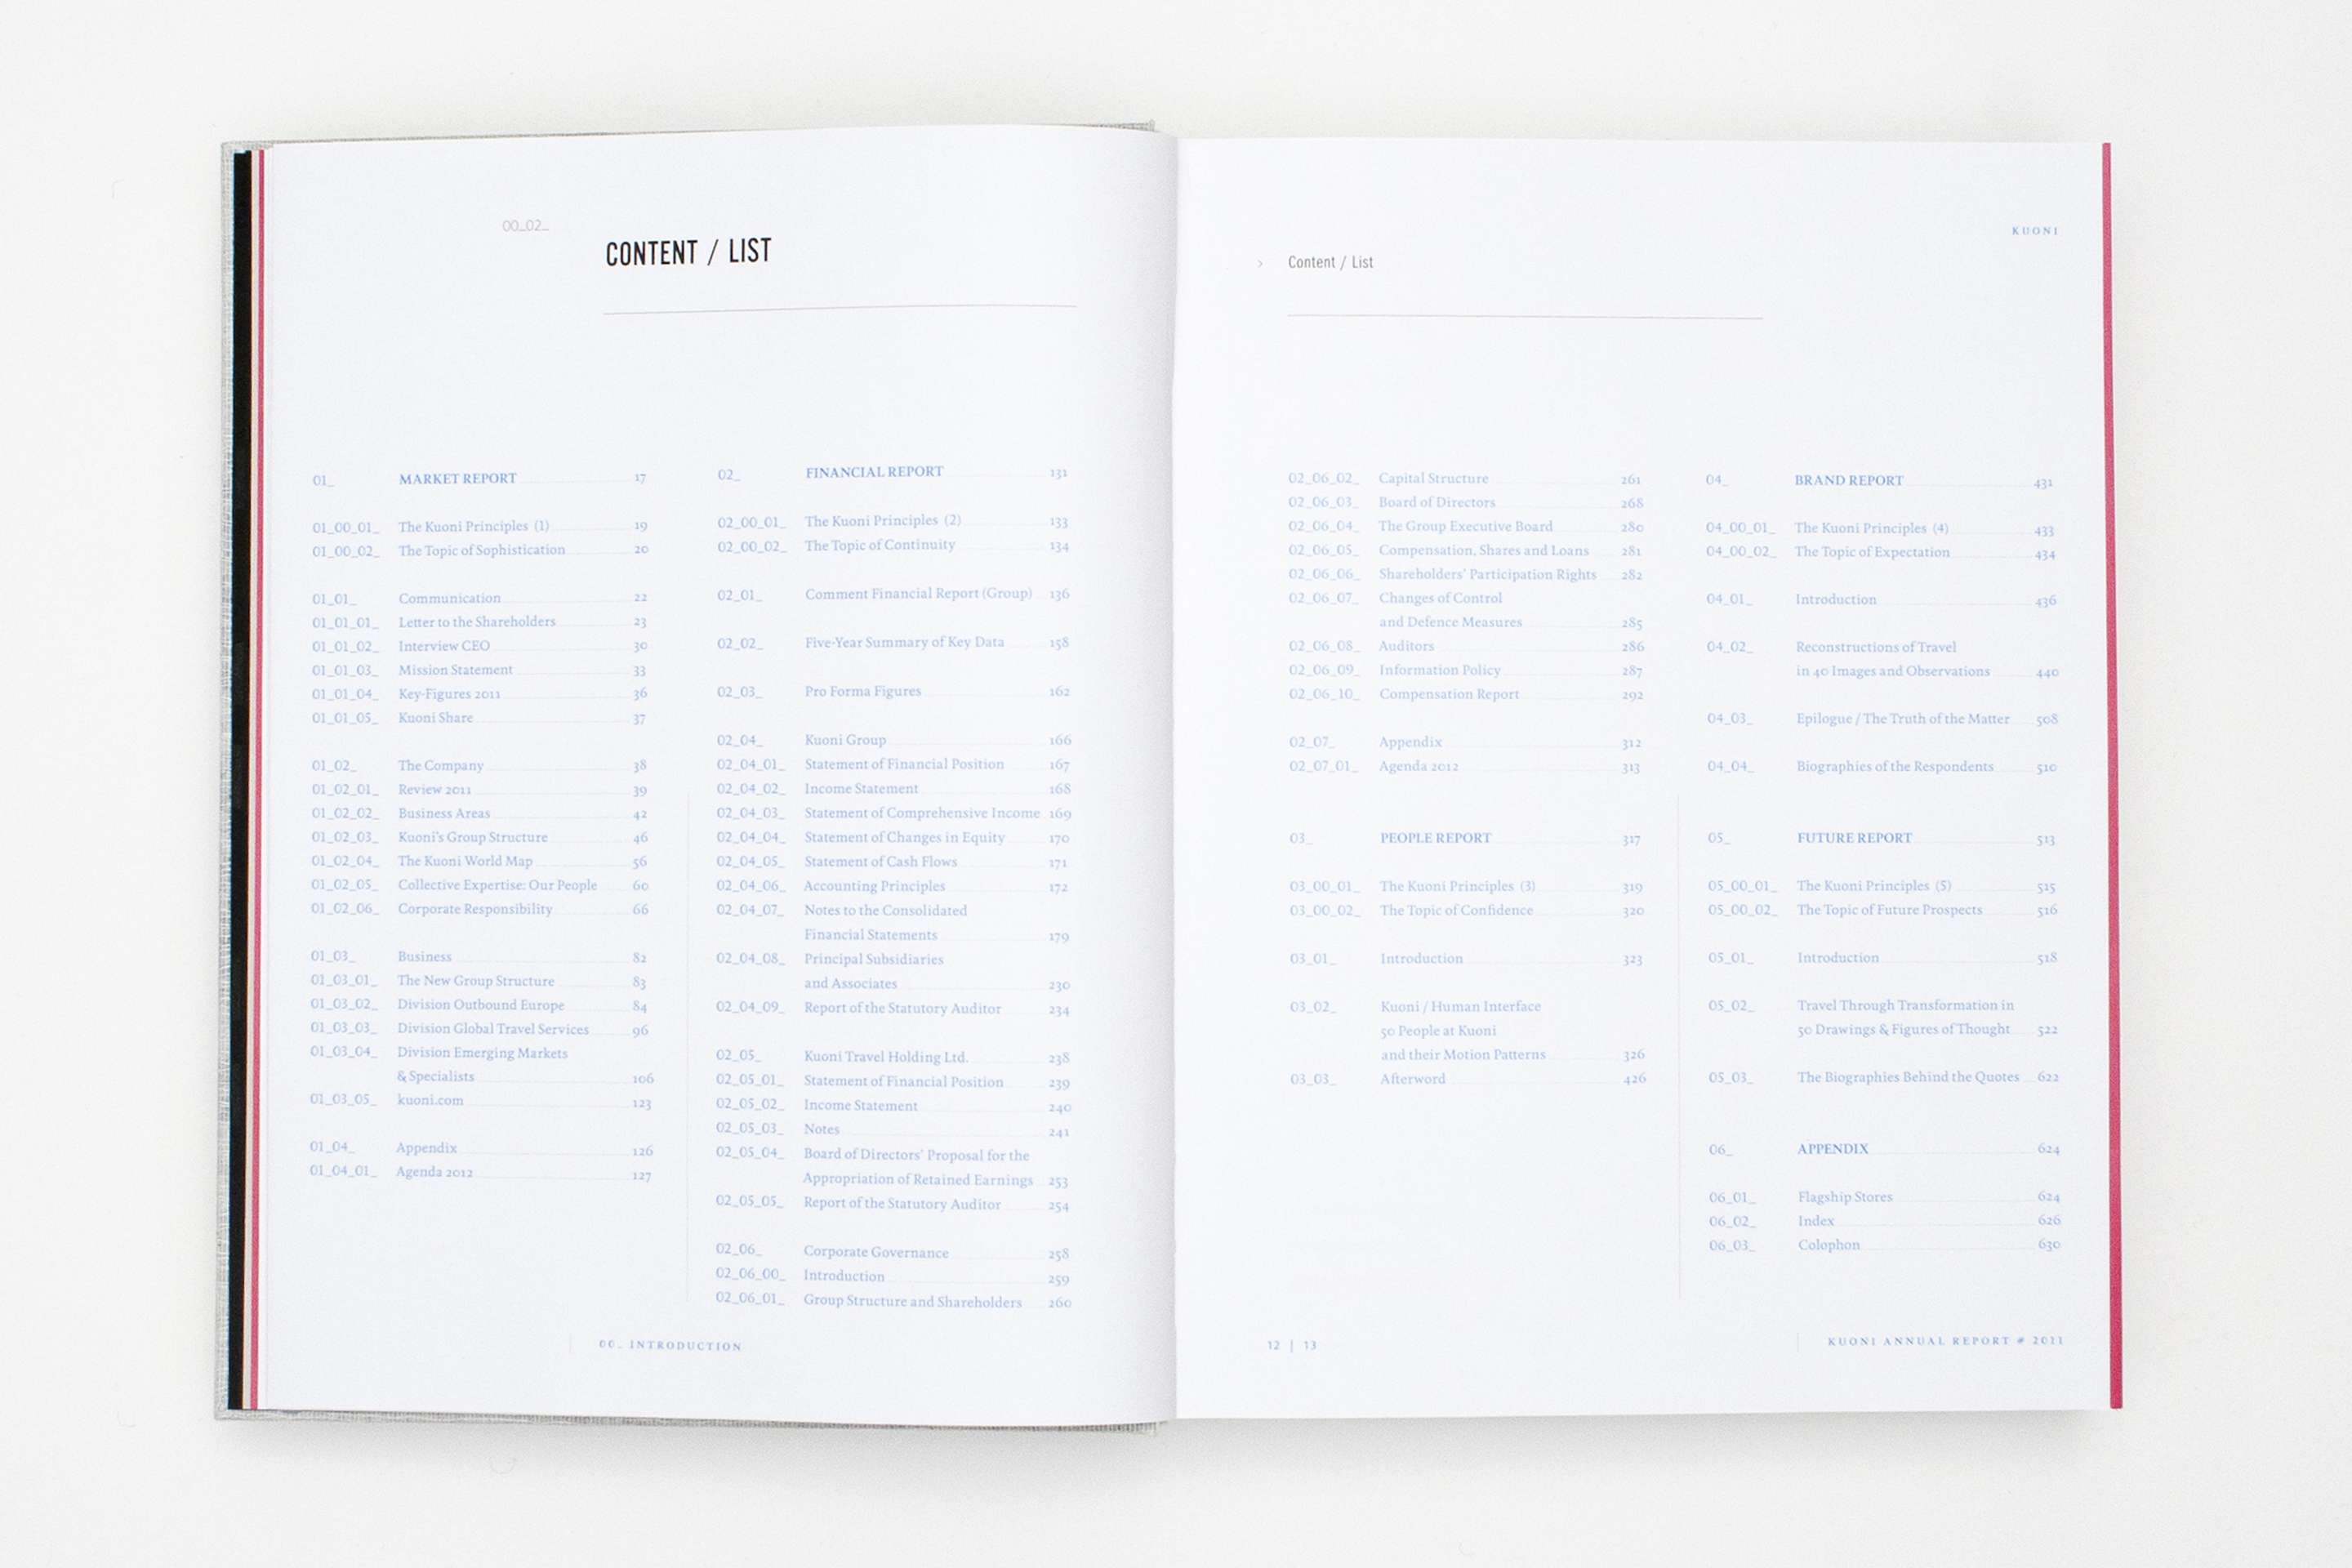 00_02_
CONTENT / LIST
01_ MARKET REPORT 17
01_00_01_ The Kuoni Principles (1) 19
01_00_02_ The Topic of Sophistication 20
01_01_ Communication 22
01_01_01_ Letter to the Shareholders 23
01_01_02_ Interview CEO 30
01_01_03_ Mission Statement 33
01_01_04_ Key-Figures 2011 36
01_01_05_ Kuoni Share 37
01_02_ The Company 38
01_02_01_ Review 2011 39
01_02_02_ Business Areas 42
01_02_03_ Kuoni's Group Structure 46
01_02_04_ The Kuoni World Map 56
01_02_05_ Collective Expertise: Our People 60
01_02_06_ Corporate Responsibility 66
01_03_ Business 82
01_03_01_ The New Group Structure 83
01_03_02_ Division Outbound Europe 84
01_03_03_ Division Global Travel Services 96
01_03_04_ Division Emerging Markets
& Specialists 106
01_03_05_ kuoni.com 123
01_04_ Appendix 126
01_04_01_ Agenda 2012 127
02_ FINANCIAL REPORT 131
02_00_01_ The Kuoni Principles (2) 133
02_00_02_ The Topic of Continuity 134
02_01_ Comment Financial Report (Group) 136
02_02_ Five-Year Summary of Key Data 158
02_03_ Pro Forma Figures 162
02_04_ Kuoni Group 166
02_04_01_ Statement of Financial Position 167
02_04_02_ Income Statement 168
02_04_03_ Statement of Comprehensive Income 169
02_04_04_ Statement of Changes in Equity 170
02_04_05_ Statement of Cash Flows 171
02_04_06_ Accounting Principles 172
02_04_07_ Notes to the Consolidated
Financial Statements 179
02_04_08_ Principal Subsidiaries
and Associates 230
02_04_09_ Report of the Statutory Auditor 234
02_05_ Kuoni Travel Holding Ltd. 238
02_05_01_ Statement of Financial Position 239
02_05_02_ Income Statement 240
02_05_03_ Notes 241
02_05_04_ Board of Directors' Proposal for the
Appropriation of Retained Earnings 253
02_05_05_ Report of the Statutory Auditor 254
02_06_ Corporate Governance 258
02_06_00_ Introduction 259
02_06_01_ Group Structure and Shareholders 260
00_ INTRODUCTION
KUONI
› Content / List
02_06_02_ Capital Structure 261
02_06_03_ Board of Directors 268
02_06_04_ The Group Executive Board 280
02_06_05_ Compensation, Shares and Loans 281
02_06_06_ Shareholders' Participation Rights 282
02_06_07_ Changes of Control
and Defence Measures 285
02_06_08_ Auditors 286
02_06_09_ Information Policy 287
02_06_10_ Compensation Report 292
02_07_ Appendix 312
02_07_01_ Agenda 2012 313
03_ PEOPLE REPORT 317
03_00_01_ The Kuoni Principles (3) 319
03_00_02_ The Topic of Confidence 320
03_01_ Introduction 323
03_02_ Kuoni / Human Interface
50 People at Kuoni
and their Motion Patterns 326
03_03_ Afterword 426
04_ BRAND REPORT 431
04_00_01_ The Kuoni Principles (4) 433
04_00_02_ The Topic of Expectation 434
04_01_ Introduction 436
04_02_ Reconstructions of Travel
in 40 Images and Observations 440
04_03_ Epilogue / The Truth of the Matter 508
04_04_ Biographies of the Respondents 510
05_ FUTURE REPORT 513
05_00_01_ The Kuoni Principles (5) 515
05_00_02_ The Topic of Future Prospects 516
05_01_ Introduction 518
05_02_ Travel Through Transformation in
50 Drawings & Figures of Thought 522
05_03_ The Biographies Behind the Quotes 622
06_ APPENDIX 624
06_01_ Flagship Stores 624
06_02_ Index 626
06_03_ Colophon 630
12 | 13
KUONI ANNUAL REPORT # 2011